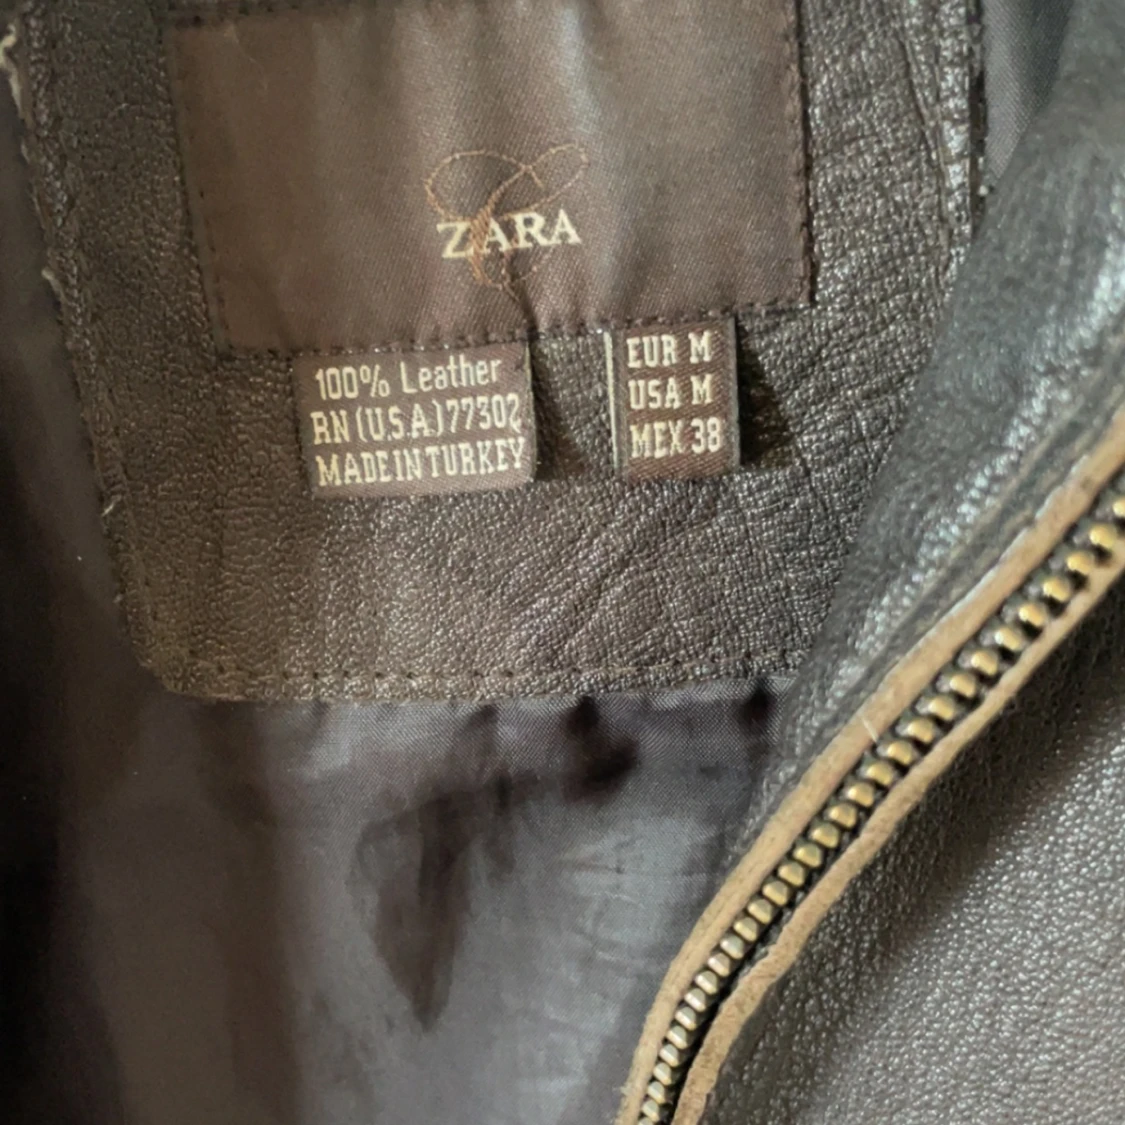 ZARA
100% Leather
RN (U.S.A.) 77302
MADE IN TURKEY
EUR M
USA M
MEX 38